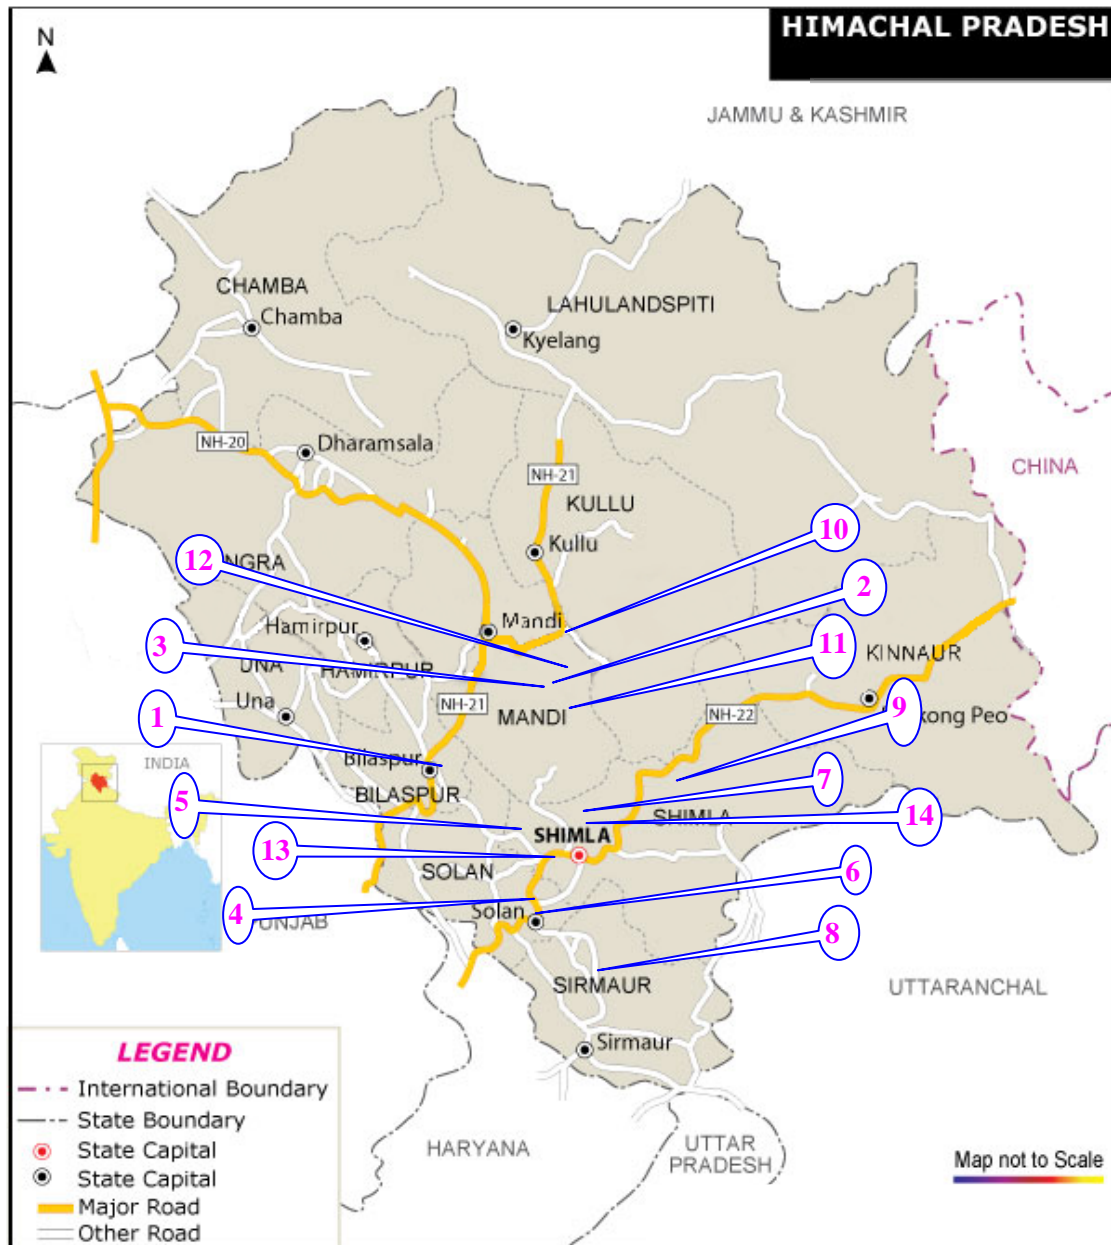 HIMACHAL PRADESH
N
JAMMU & KASHMIR
CHAMBA
Chamba
LAHULANDSPITI
Kyelang
NH-20
Dharamsala
NH-21
CHINA
KULLU
10
12
NGRA
Kullu
2
Mandi
Hamirpur
3
11
KINNAUR
UNA
HAMIRPUR
Una
NH-21
MANDI
NH-22
9
kong Peo
1
Bilaspur
INDIA
7
BILASPUR
5
SHIMLA
14
SHIMLA
13
SOLAN
6
4
Solan
UNJAB
8
SIRMAUR
UTTARANCHAL
Sirmaur
LEGEND
International Boundary
State Boundary
State Capital
State Capital
Major Road
Other Road
HARYANA
UTTAR
PRADESH
Map not to Scale